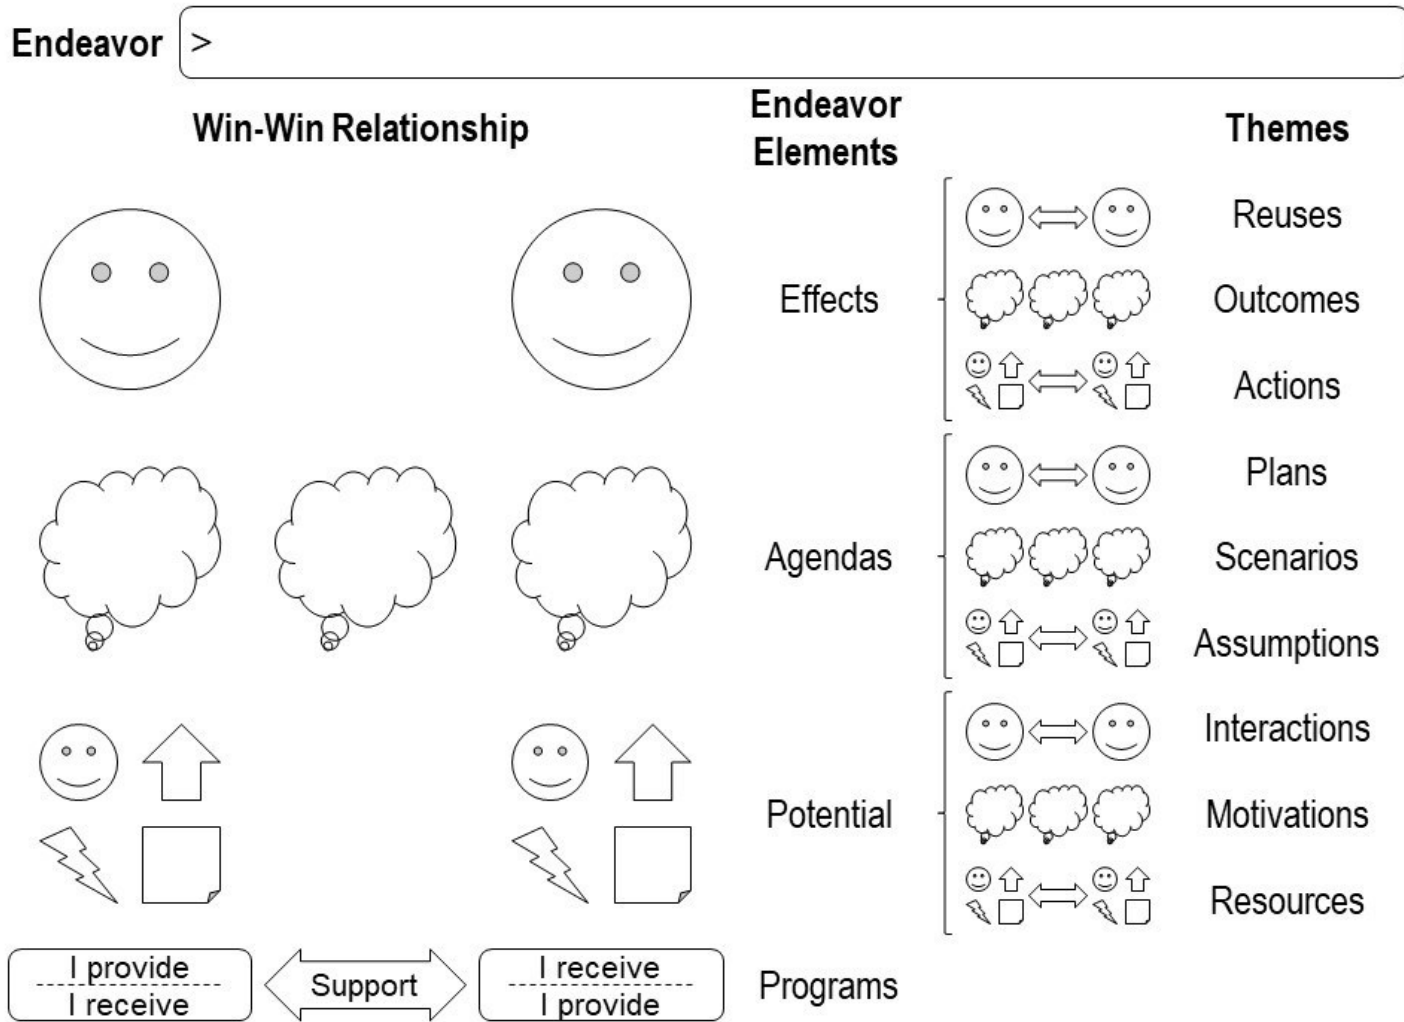 Endeavor >
Win-Win Relationship
Endeavor
Elements
Themes
Effects
Reuses
Outcomes
Actions
Agendas
Plans
Scenarios
Assumptions
Potential
Interactions
Motivations
Resources
I provide
I receive
Support
I receive
I provide
Programs